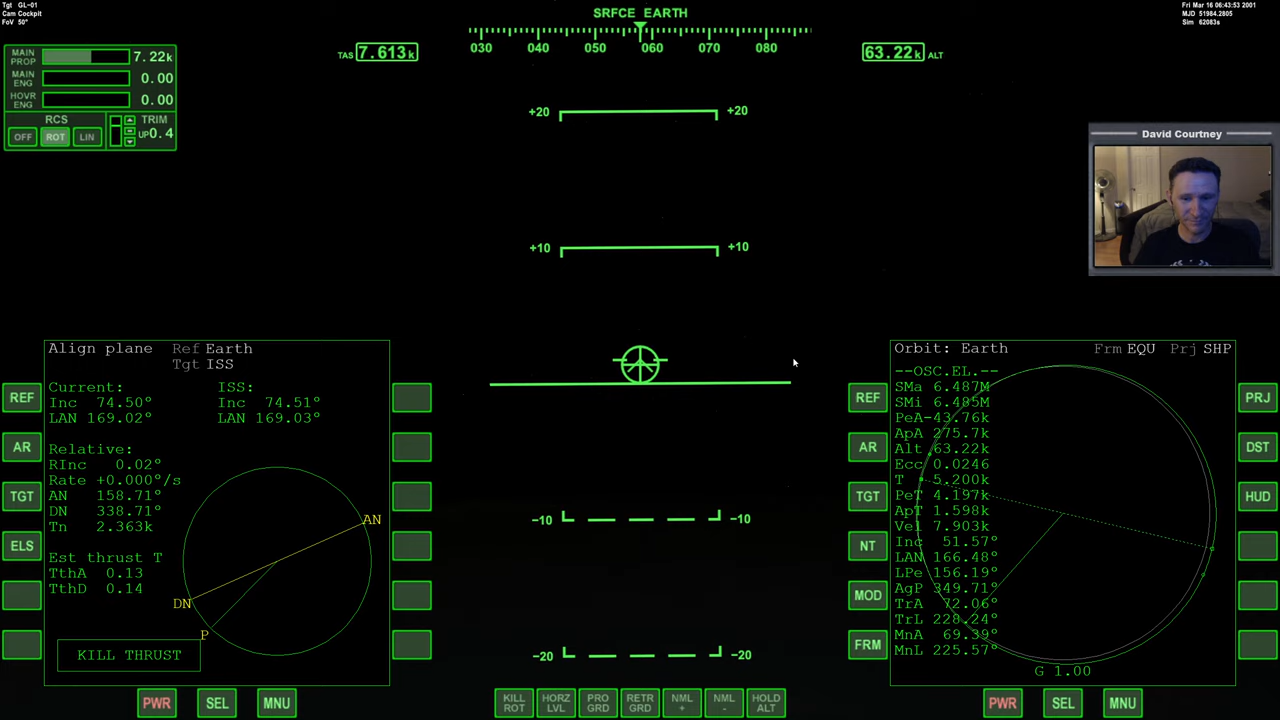 Tgt GL-01
Cam Cockpit
FoV 50°
SRFCE EARTH
Fri Mar 16 06:43:53 2001
MJD 51984.2805
Sim 62083s
030 040 050 060 070 080
TAS 7.613k
63.22k ALT
MAIN PROP 7.22k
MAIN ENG 0.00
HOVR ENG 0.00
RCS TRIM
OFF ROT LIN UP0.4
David Courtney
+20 +20
+10 +10
-10 -10
-20 -20
Align plane Ref Earth
Tgt ISS
Current: ISS:
Inc 74.50° Inc 74.51°
LAN 169.02° LAN 169.03°
Relative:
RInc 0.02°
Rate +0.000°/s
AN 158.71°
DN 338.71°
Tn 2.363k
Est thrust T
TthA 0.13
TthD 0.14
AN
DN
P
KILL THRUST
REF
AR
TGT
ELS
PWR SEL MNU
KILL ROT
HORZ LVL
PRO GRD
RETR GRD
NML +
NML -
HOLD ALT
Orbit: Earth Frm EQU Prj SHP
--OSC.EL.--
SMa 6.487M
SMi 6.485M
PeA-43.76k
ApA 275.7k
Alt 63.22k
Ecc 0.0246
T 5.200k
PeT 4.197k
ApT 1.598k
Vel 7.903k
Inc 51.57°
LAN 166.48°
LPe 156.19°
AgP 349.71°
TrA 72.06°
TrL 228.24°
MnA 69.39°
MnL 225.57°
G 1.00
REF
AR
TGT
NT
MOD
FRM
PRJ
DST
HUD
PWR SEL MNU